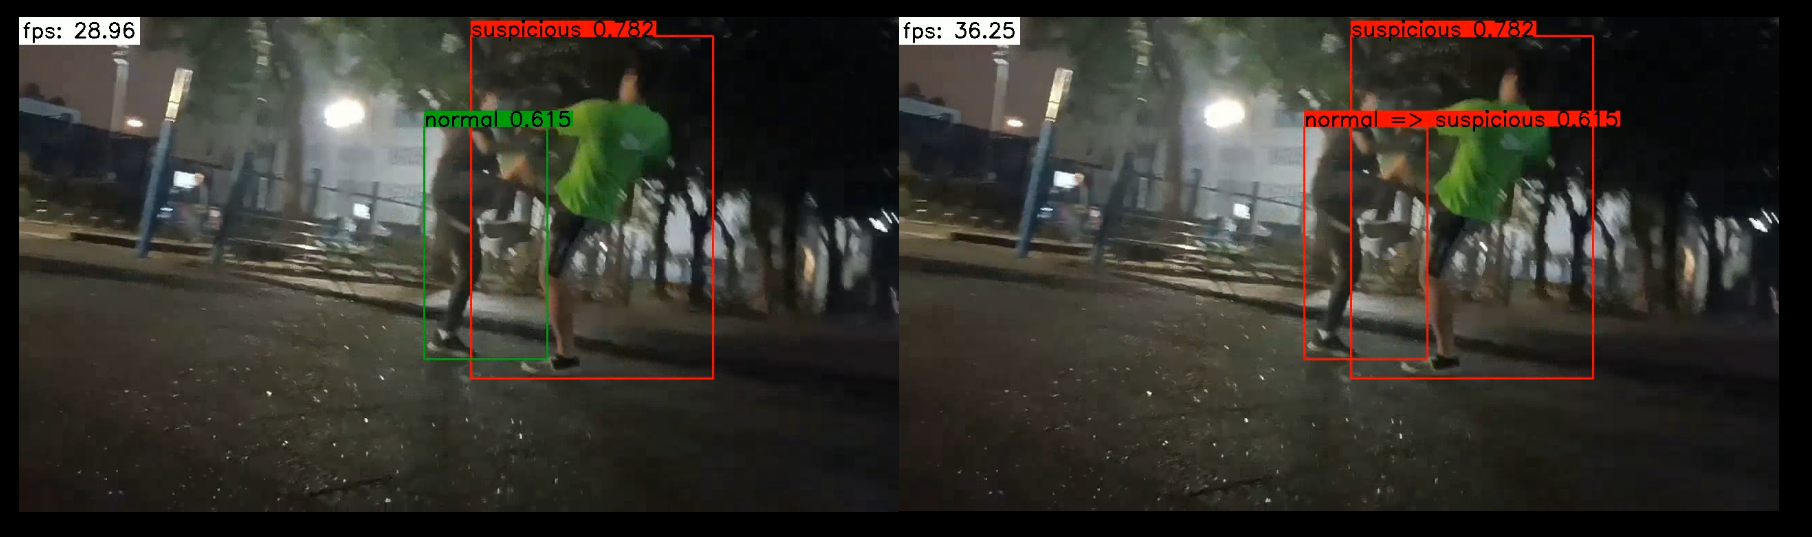 fps: 28.96
suspicious 0.782
normal 0.615
fps: 36.25
suspicious 0.782
normal => suspicious 0.615